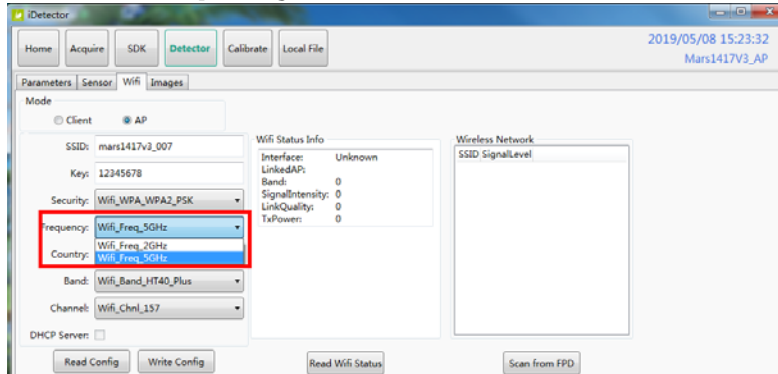 iDetector
Home Acquire SDK Detector Calibrate Local File
2019/05/08 15:23:32
Mars1417V3_AP
Parameters Sensor Wifi Images
Mode
Client AP
SSID: mars1417v3_007
Key: 12345678
Security: Wifi_WPA_WPA2_PSK
Frequency: Wifi_Freq_5GHz
Wifi_Freq_2GHz
Country: Wifi_Freq_5GHz
Band: Wifi_Band_HT40_Plus
Channel: Wifi_Chnl_157
DHCP Server:
Read Config Write Config
Wifi Status Info
Interface: Unknown
LinkedAP:
Band: 0
SignalIntensity: 0
LinkQuality: 0
TxPower: 0
Read Wifi Status
Wireless Network
SSID SignalLevel
Scan from FPD